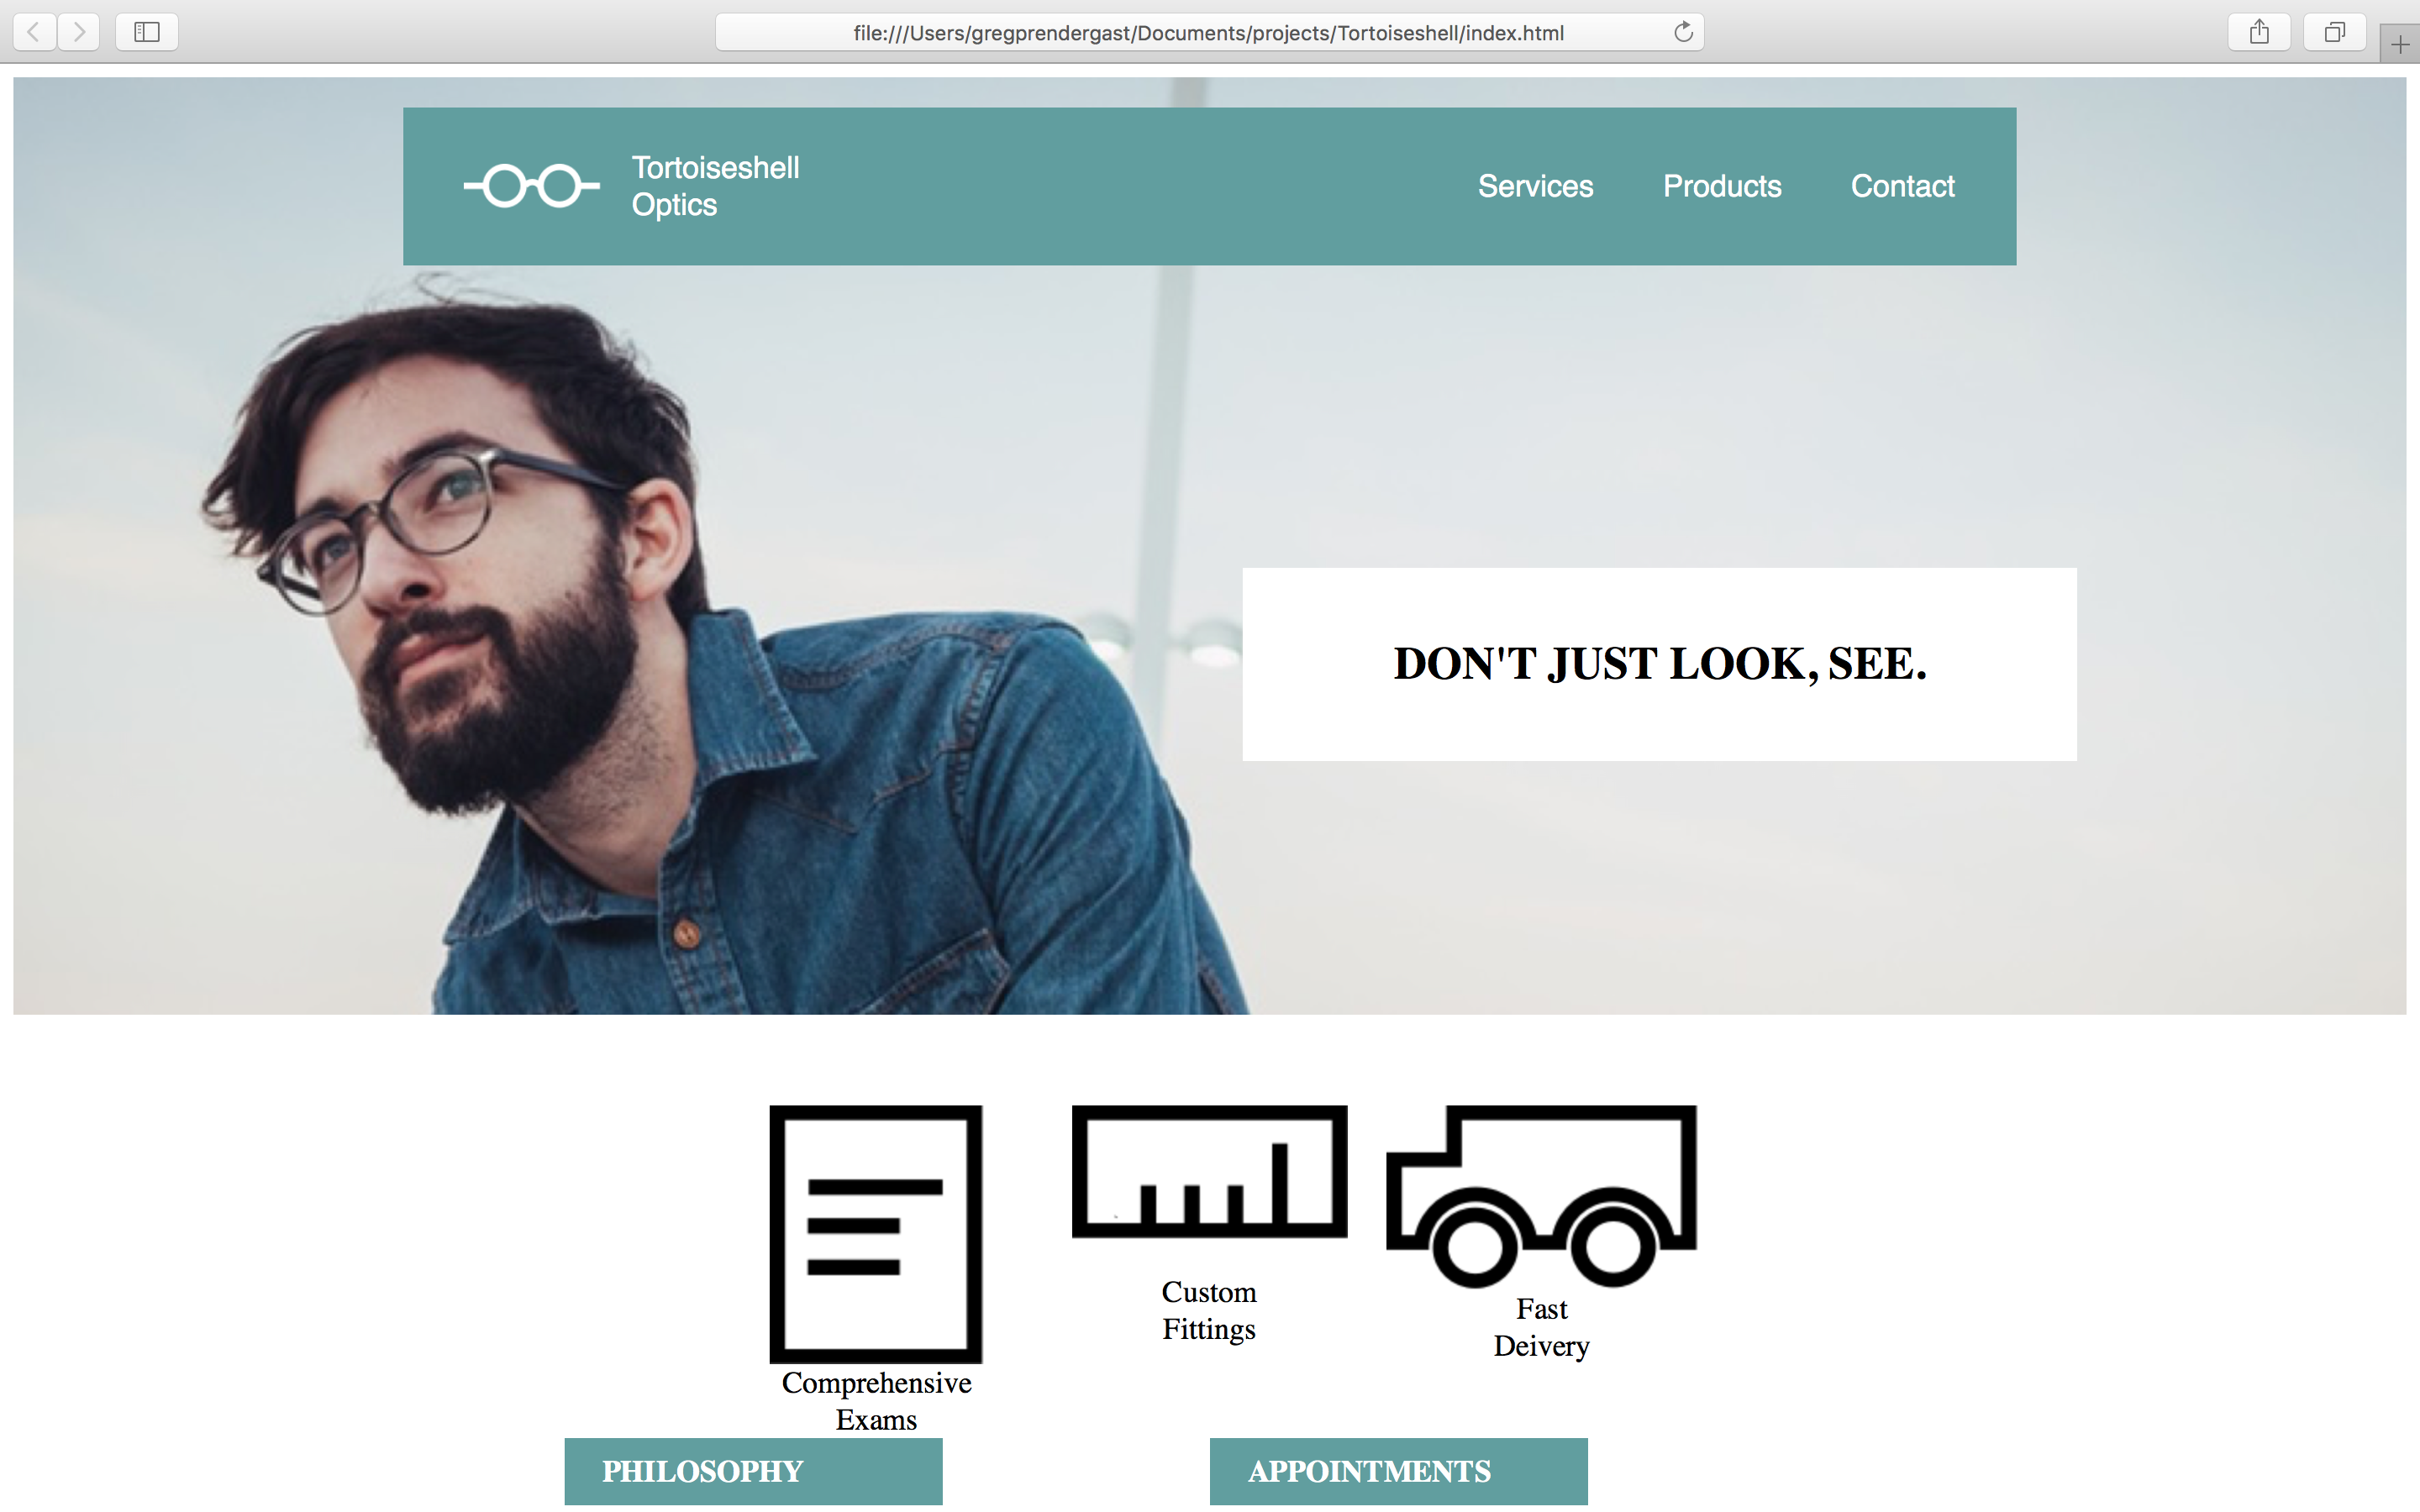 file:///Users/gregprendergast/Documents/projects/Tortoiseshell/index.html
Tortoiseshell
Optics
Services Products Contact
DON'T JUST LOOK, SEE.
Comprehensive
Exams
Custom
Fittings
Fast
Deivery
PHILOSOPHY
APPOINTMENTS